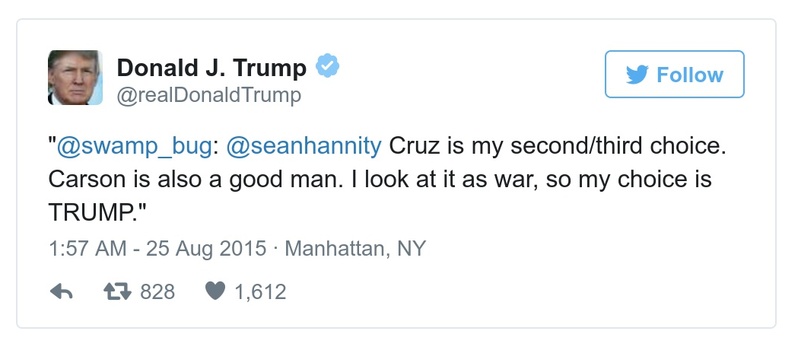 Donald J. Trump
@realDonaldTrump
Follow
"@swamp_bug: @seanhannity Cruz is my second/third choice.
Carson is also a good man. I look at it as war, so my choice is
TRUMP."
1:57 AM - 25 Aug 2015 · Manhattan, NY
828 1,612